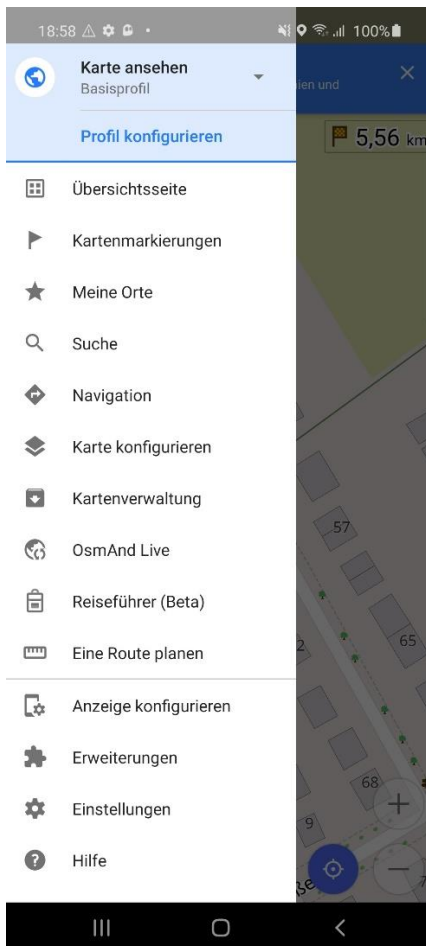 18:58 100%
Karte ansehen
Basisprofil
ien und
Profil konfigurieren
5,56 km
Übersichtsseite
Kartenmarkierungen
Meine Orte
Suche
Navigation
Karte konfigurieren
Kartenverwaltung
57
OsmAnd Live
Reiseführer (Beta)
2
65
Eine Route planen
Anzeige konfigurieren
Erweiterungen
68
Einstellungen
9
Hilfe
ße